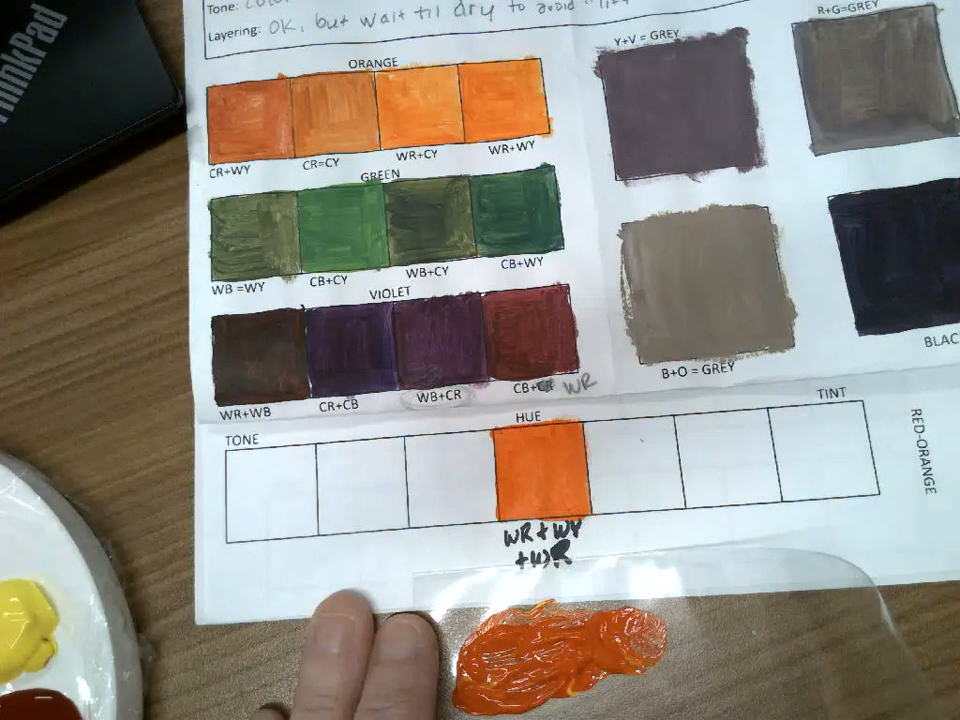 ThinkPad
Tone:
Layering: OK, but wait til dry to avoid
ORANGE
CR+WY CR=CY WR+CY WR+WY
GREEN
WB =WY CB+CY WB+CY CB+WY
VIOLET
WR+WB CR+CB WB+CR CB+CR WR
Y+V = GREY
R+G=GREY
B+O = GREY
BLAC
TONE HUE TINT
WR+WY
+WR
RED-ORANGE